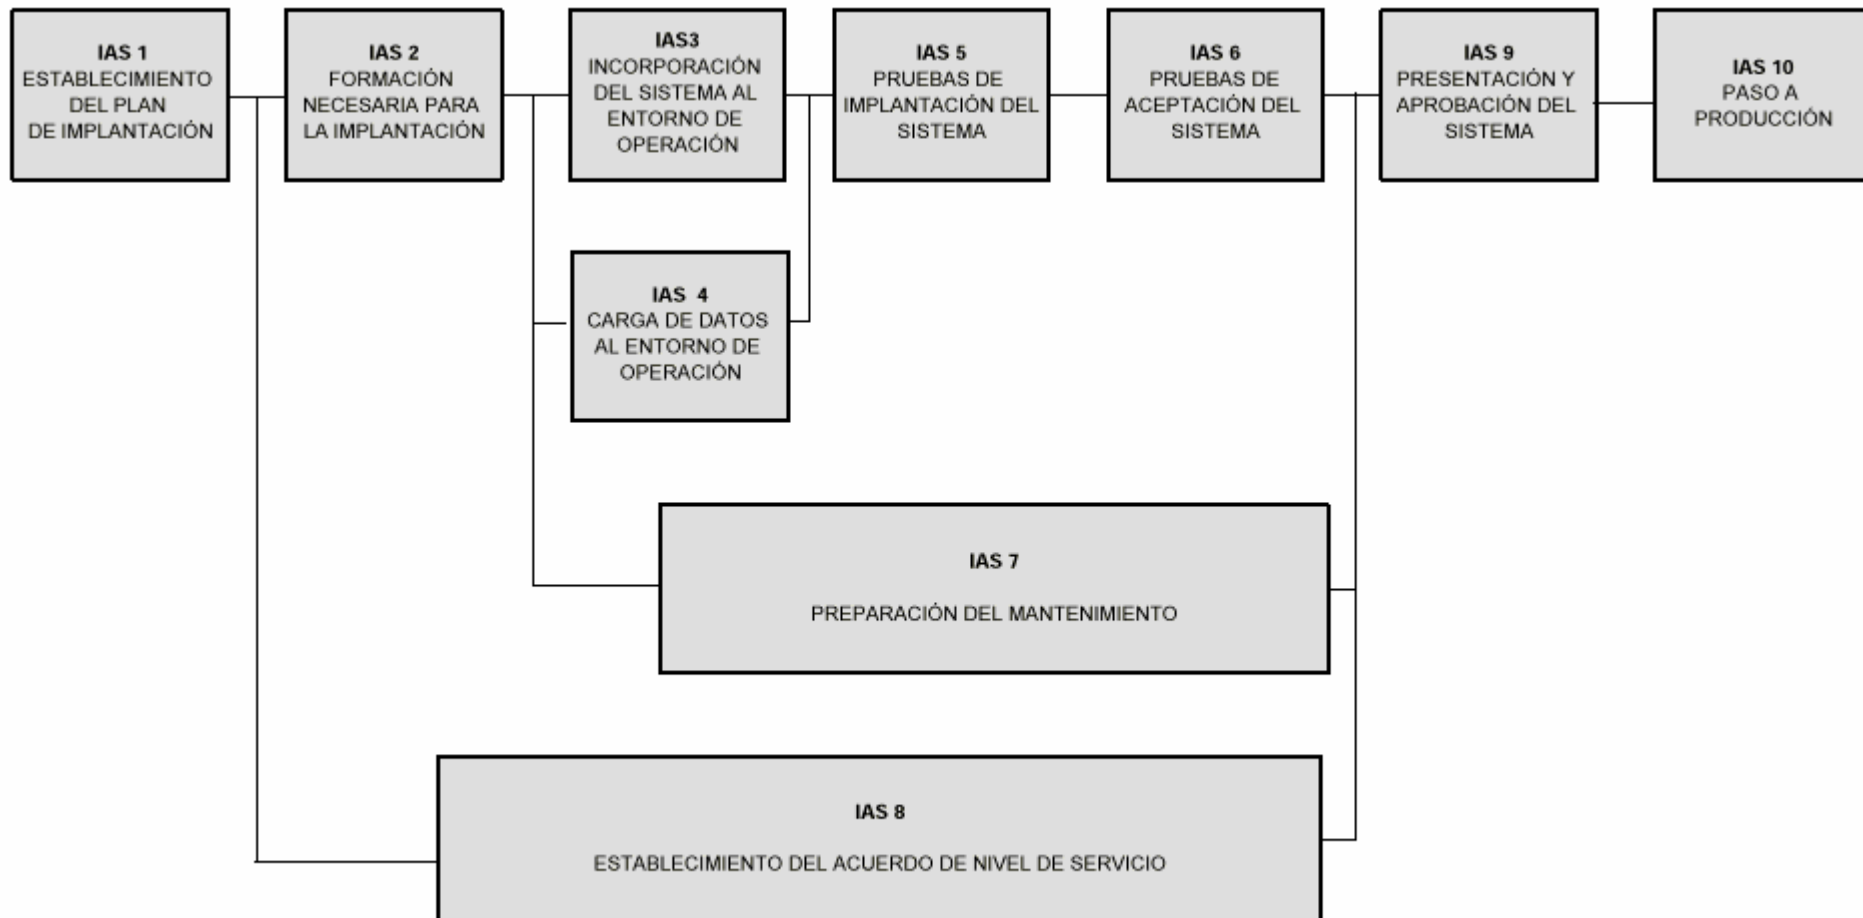 IAS 1
ESTABLECIMIENTO
DEL PLAN
DE IMPLANTACIÓN
IAS 2
FORMACIÓN
NECESARIA PARA
LA IMPLANTACIÓN
IAS3
INCORPORACIÓN
DEL SISTEMA AL
ENTORNO DE
OPERACIÓN
IAS 5
PRUEBAS DE
IMPLANTACIÓN DEL
SISTEMA
IAS 6
PRUEBAS DE
ACEPTACIÓN DEL
SISTEMA
IAS 9
PRESENTACIÓN Y
APROBACIÓN DEL
SISTEMA
IAS 10
PASO A
PRODUCCIÓN
IAS 4
CARGA DE DATOS
AL ENTORNO DE
OPERACIÓN
IAS 7
PREPARACIÓN DEL MANTENIMIENTO
IAS 8
ESTABLECIMIENTO DEL ACUERDO DE NIVEL DE SERVICIO